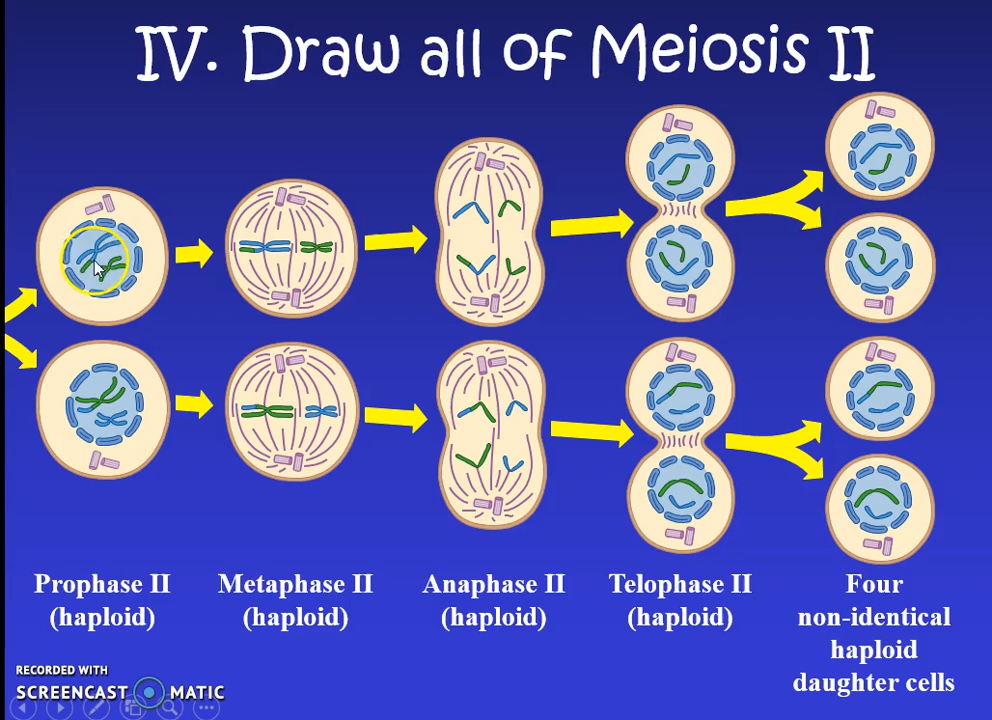 IV. Draw all of Meiosis II
Prophase II
(haploid)
Metaphase II
(haploid)
Anaphase II
(haploid)
Telophase II
(haploid)
Four
non-identical
haploid
daughter cells
RECORDED WITH
SCREENCAST MATIC